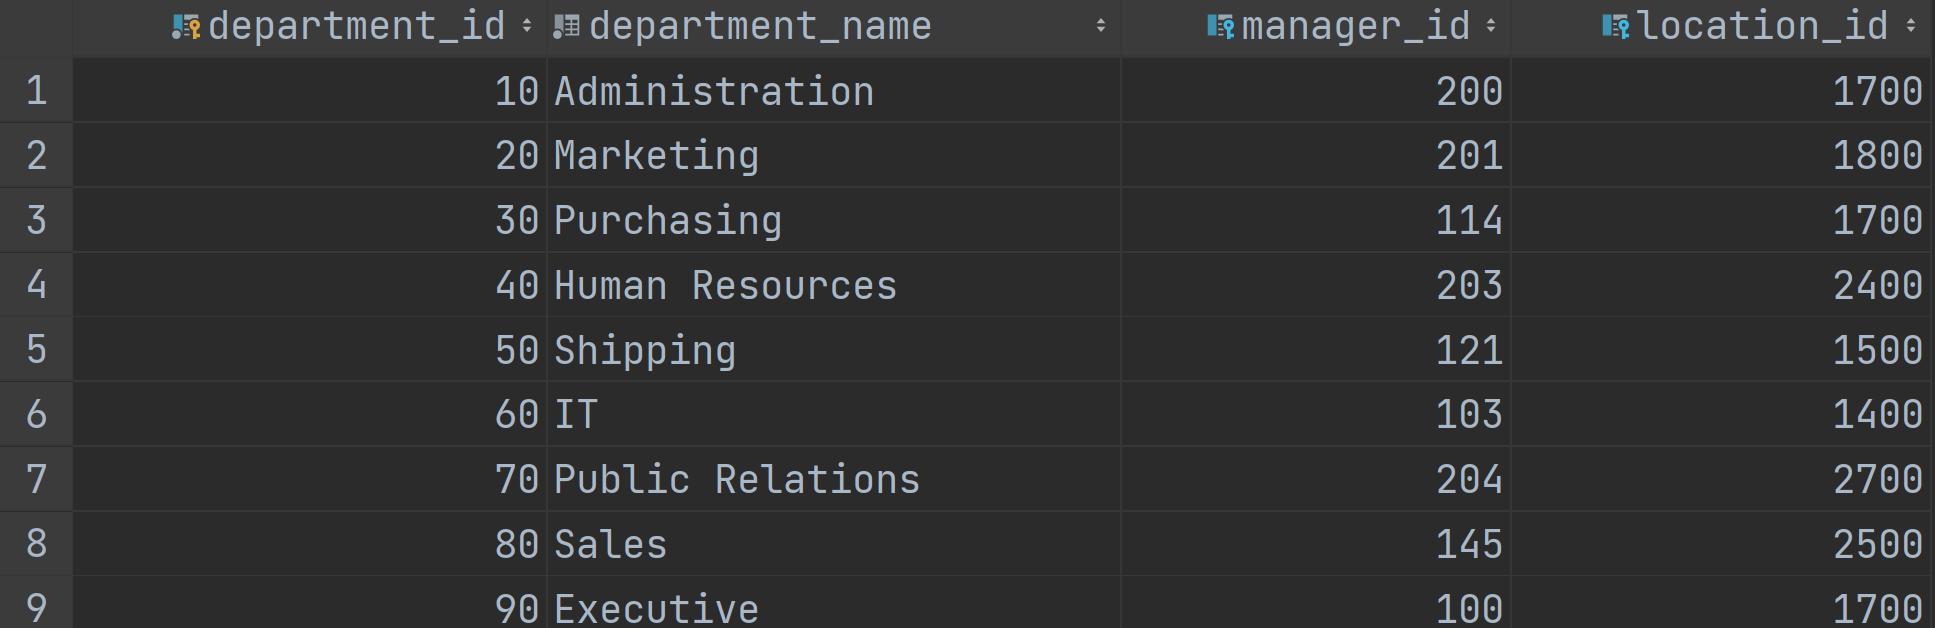 department_id department_name manager_id location_id
1 10 Administration 200 1700
2 20 Marketing 201 1800
3 30 Purchasing 114 1700
4 40 Human Resources 203 2400
5 50 Shipping 121 1500
6 60 IT 103 1400
7 70 Public Relations 204 2700
8 80 Sales 145 2500
9 90 Executive 100 1700